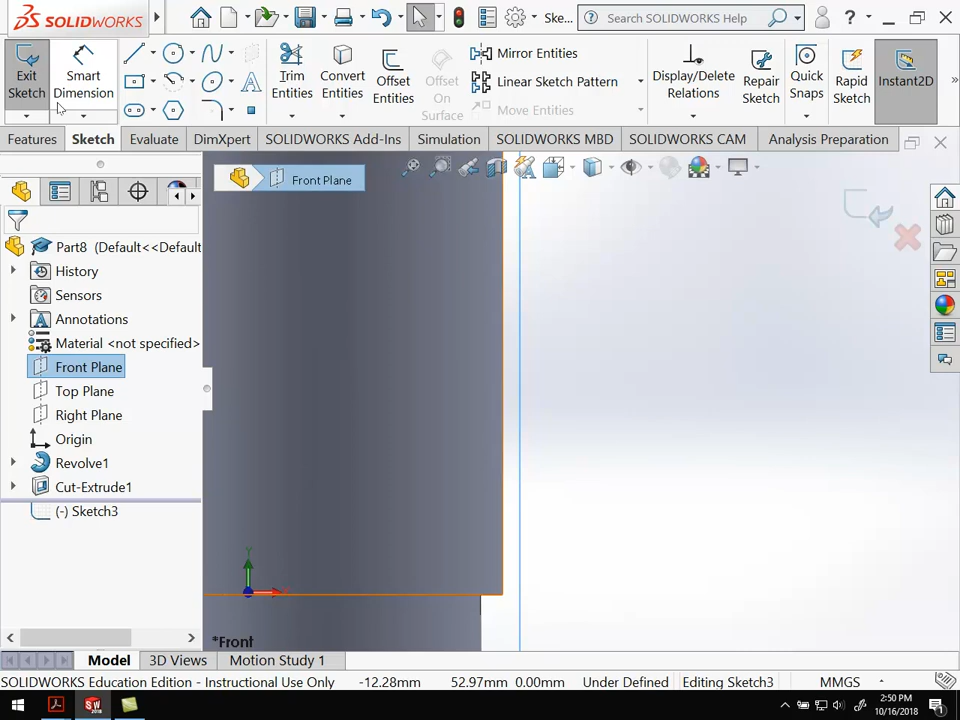 SOLIDWORKS
Ske...
Search SOLIDWORKS Help
?
Exit Sketch
Smart Dimension
Trim Entities
Convert Entities
Offset Entities
Offset On Surface
Mirror Entities
Linear Sketch Pattern
Move Entities
Display/Delete Relations
Repair Sketch
Quick Snaps
Rapid Sketch
Instant2D
Features
Sketch
Evaluate
DimXpert
SOLIDWORKS Add-Ins
Simulation
SOLIDWORKS MBD
SOLIDWORKS CAM
Analysis Preparation
Front Plane
Part8 (Default<<Default
History
Sensors
Annotations
Material <not specified>
Front Plane
Top Plane
Right Plane
Origin
Revolve1
Cut-Extrude1
(-) Sketch3
Y
*Front
Model
3D Views
Motion Study 1
SOLIDWORKS Education Edition - Instructional Use Only
-12.28mm
52.97mm 0.00mm
Under Defined
Editing Sketch3
MMGS
2:50 PM
10/16/2018